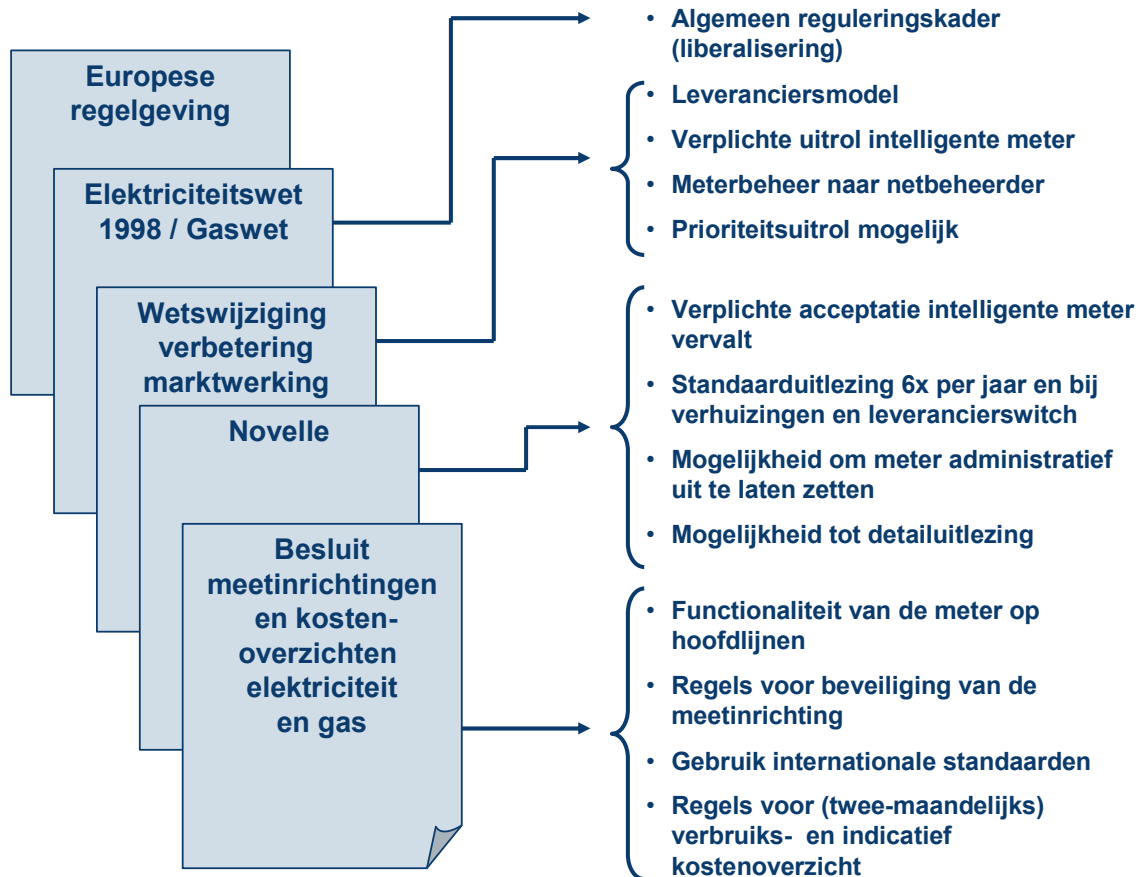 Europese
regelgeving
Elektriciteitswet
1998 / Gaswet
Wetswijziging
verbetering
marktwerking
Novelle
Besluit
meetinrichtingen
en kosten-
overzichten
elektriciteit
en gas
• Algemeen reguleringskader
(liberalisering)
• Leveranciersmodel
• Verplichte uitrol intelligente meter
• Meterbeheer naar netbeheerder
• Prioriteitsuitrol mogelijk
• Verplichte acceptatie intelligente meter
vervalt
• Standaarduitlezing 6x per jaar en bij
verhuizingen en leverancierswitch
• Mogelijkheid om meter administratief
uit te laten zetten
• Mogelijkheid tot detailuitlezing
• Functionaliteit van de meter op
hoofdlijnen
• Regels voor beveiliging van de
meetinrichting
• Gebruik internationale standaarden
• Regels voor (twee-maandelijks)
verbruiks- en indicatief
kostenoverzicht